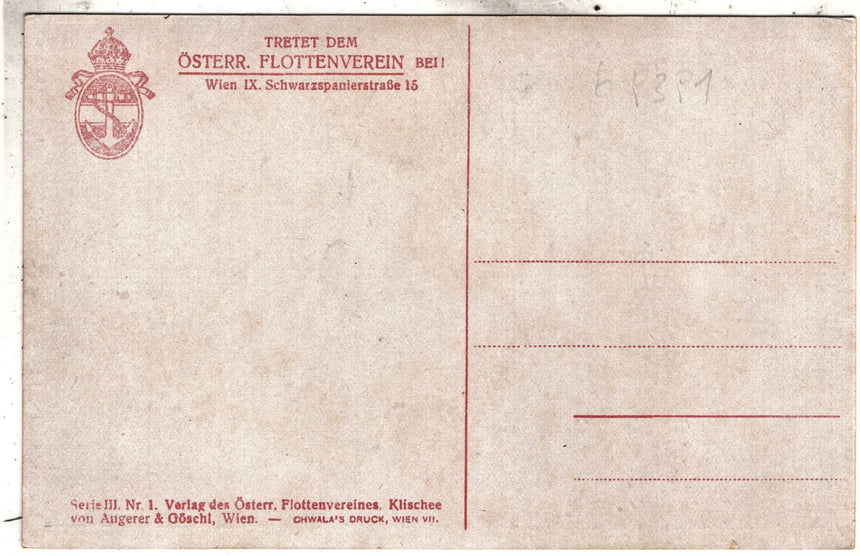 TRETET DEM
ÖSTERR. FLOTTENVEREIN BEI!
Wien IX. Schwarzspanierstraße 15
Serie III. Nr. 1. Verlag des Österr. Flottenvereines. Klischee
von Angerer & Göschl, Wien. — CHWALA'S DRUCK, WIEN VII.